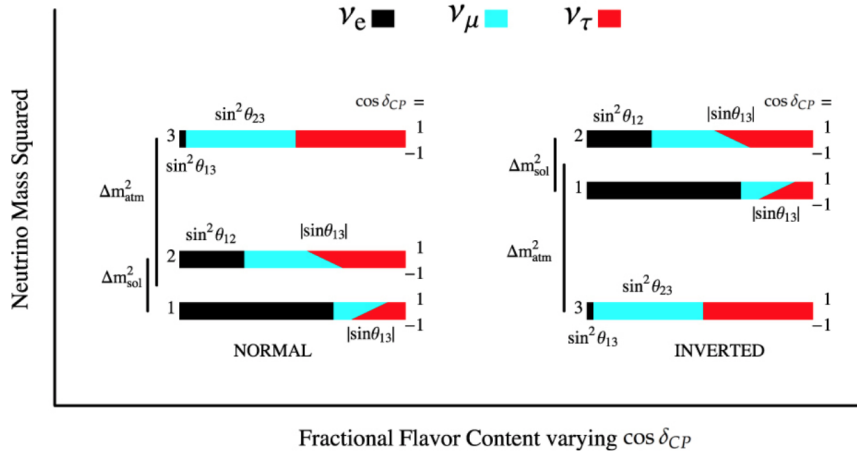 νe νμ ντ
Neutrino Mass Squared
cos δCP =
sin²θ23
3
1
−1
sin²θ13
Δm²atm
sin²θ12
|sinθ13|
2
1
−1
Δm²sol
1
1
−1
|sinθ13|
NORMAL
cos δCP =
sin²θ12
|sinθ13|
2
1
−1
Δm²sol
1
1
−1
|sinθ13|
Δm²atm
sin²θ23
3
1
−1
sin²θ13
INVERTED
Fractional Flavor Content varying cos δCP